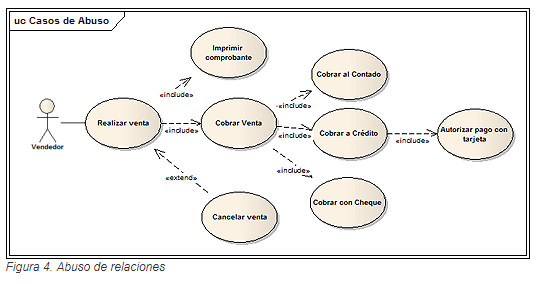 uc Casos de Abuso
Imprimir
comprobante
Cobrar al Contado
«include»
«include»
Realizar venta
Cobrar Venta
Cobrar a Crédito
Autorizar pago con
tarjeta
Vendedor
«include»
«include»
«include»
«include»
«extend»
Cobrar con Cheque
Cancelar venta
Figura 4. Abuso de relaciones